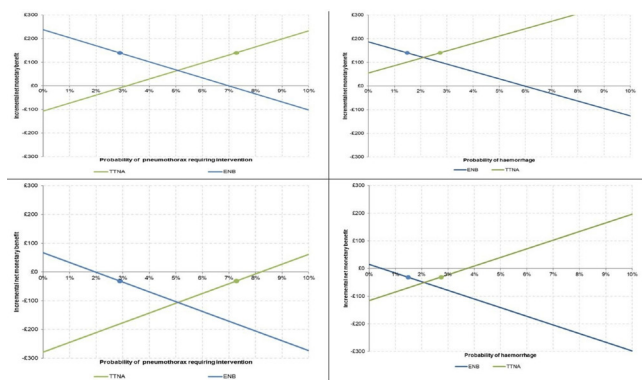 £300
£200
£100
£0
-£100
-£200
-£300
0% 1% 2% 3% 4% 5% 6% 7% 8% 9% 10%
Incremental net monetary benefit
Probability of pneumothorax requiring intervention
TTNA ENB
£300
£200
£100
£0
-£100
-£200
-£300
0% 1% 2% 3% 4% 5% 6% 7% 8% 9% 10%
Incremental net monetary benefit
Probability of haemorrhage
ENB TTNA
£300
£200
£100
£0
-£100
-£200
-£300
0% 1% 2% 3% 4% 5% 6% 7% 8% 9% 10%
Incremental net monetary benefit
Probability of pneumothorax requiring intervention
TTNA ENB
£300
£200
£100
£0
-£100
-£200
-£300
0% 1% 2% 3% 4% 5% 6% 7% 8% 9% 10%
Incremental net monetary benefit
Probability of haemorrhage
ENB TTNA